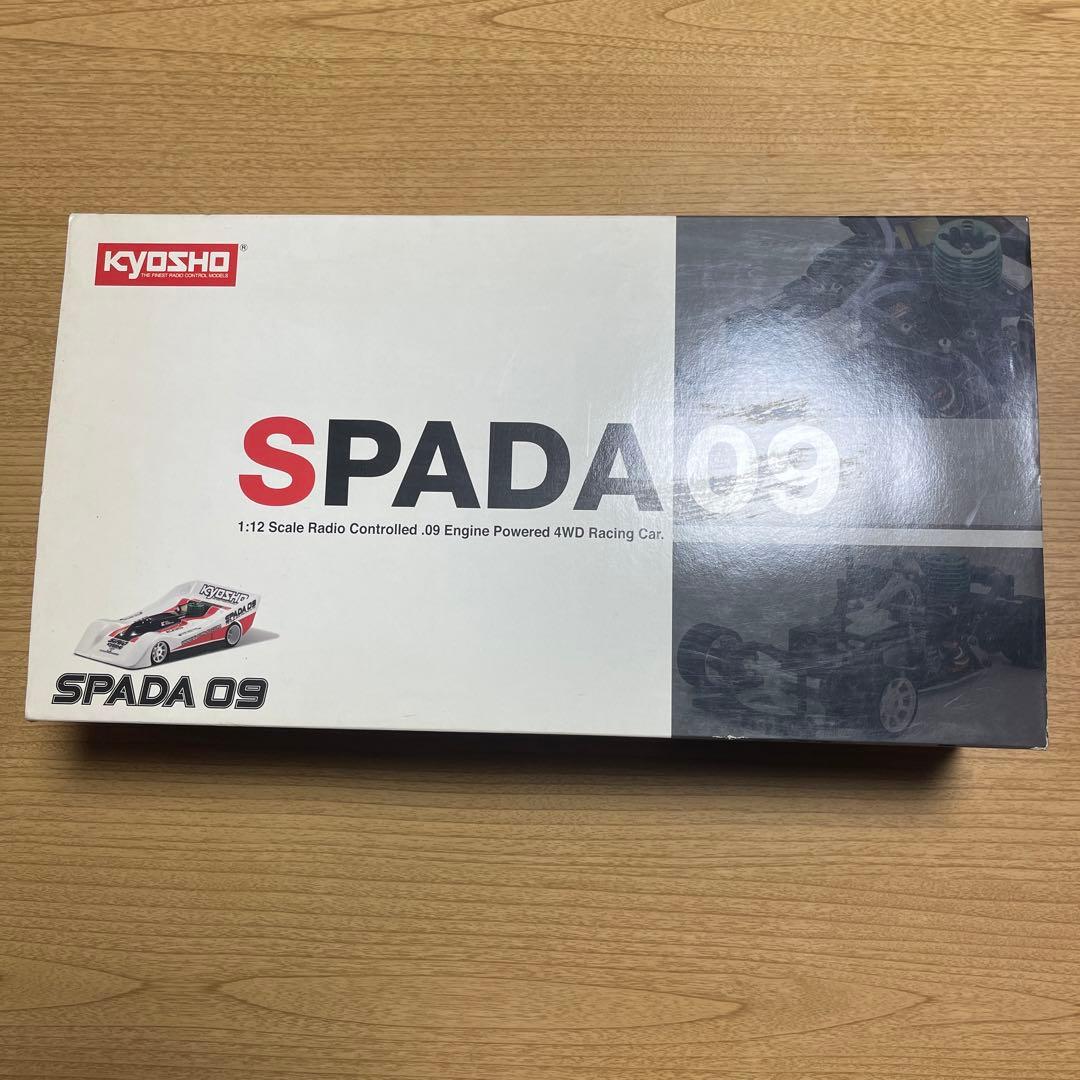 KYOSHO®
THE FINEST RADIO CONTROL MODELS
SPADA 09
1:12 Scale Radio Controlled .09 Engine Powered 4WD Racing Car.
KYOSHO
SPADA 09
SPADA 09